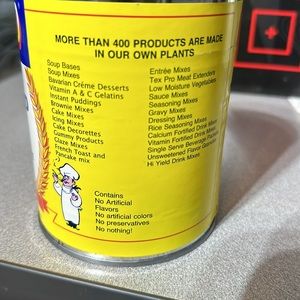 MORE THAN 400 PRODUCTS ARE MADE
IN OUR OWN PLANTS
Soup Bases
Soup Mixes
Bavarian Créme Desserts
Vitamin A & C Gelatins
Instant Puddings
Brownie Mixes
Cake Mixes
Icing Mixes
Cake Decorettes
Gummy Products
Glaze Mixes
French Toast and
Pancake mix
Entrée Mixes
Tex Pro Meat Extenders
Low Moisture Vegetables
Sauce Mixes
Seasoning Mixes
Gravy Mixes
Dressing Mixes
Rice Seasoning Mixes
Calcium Fortified Drink Mixes
Vitamin Fortified Drink Mixes
Single Serve Beverages
Unsweetened Flavor
Hi Yield Drink Mixes
Contains
No Artificial
Flavors
No artificial colors
No preservatives
No nothing!